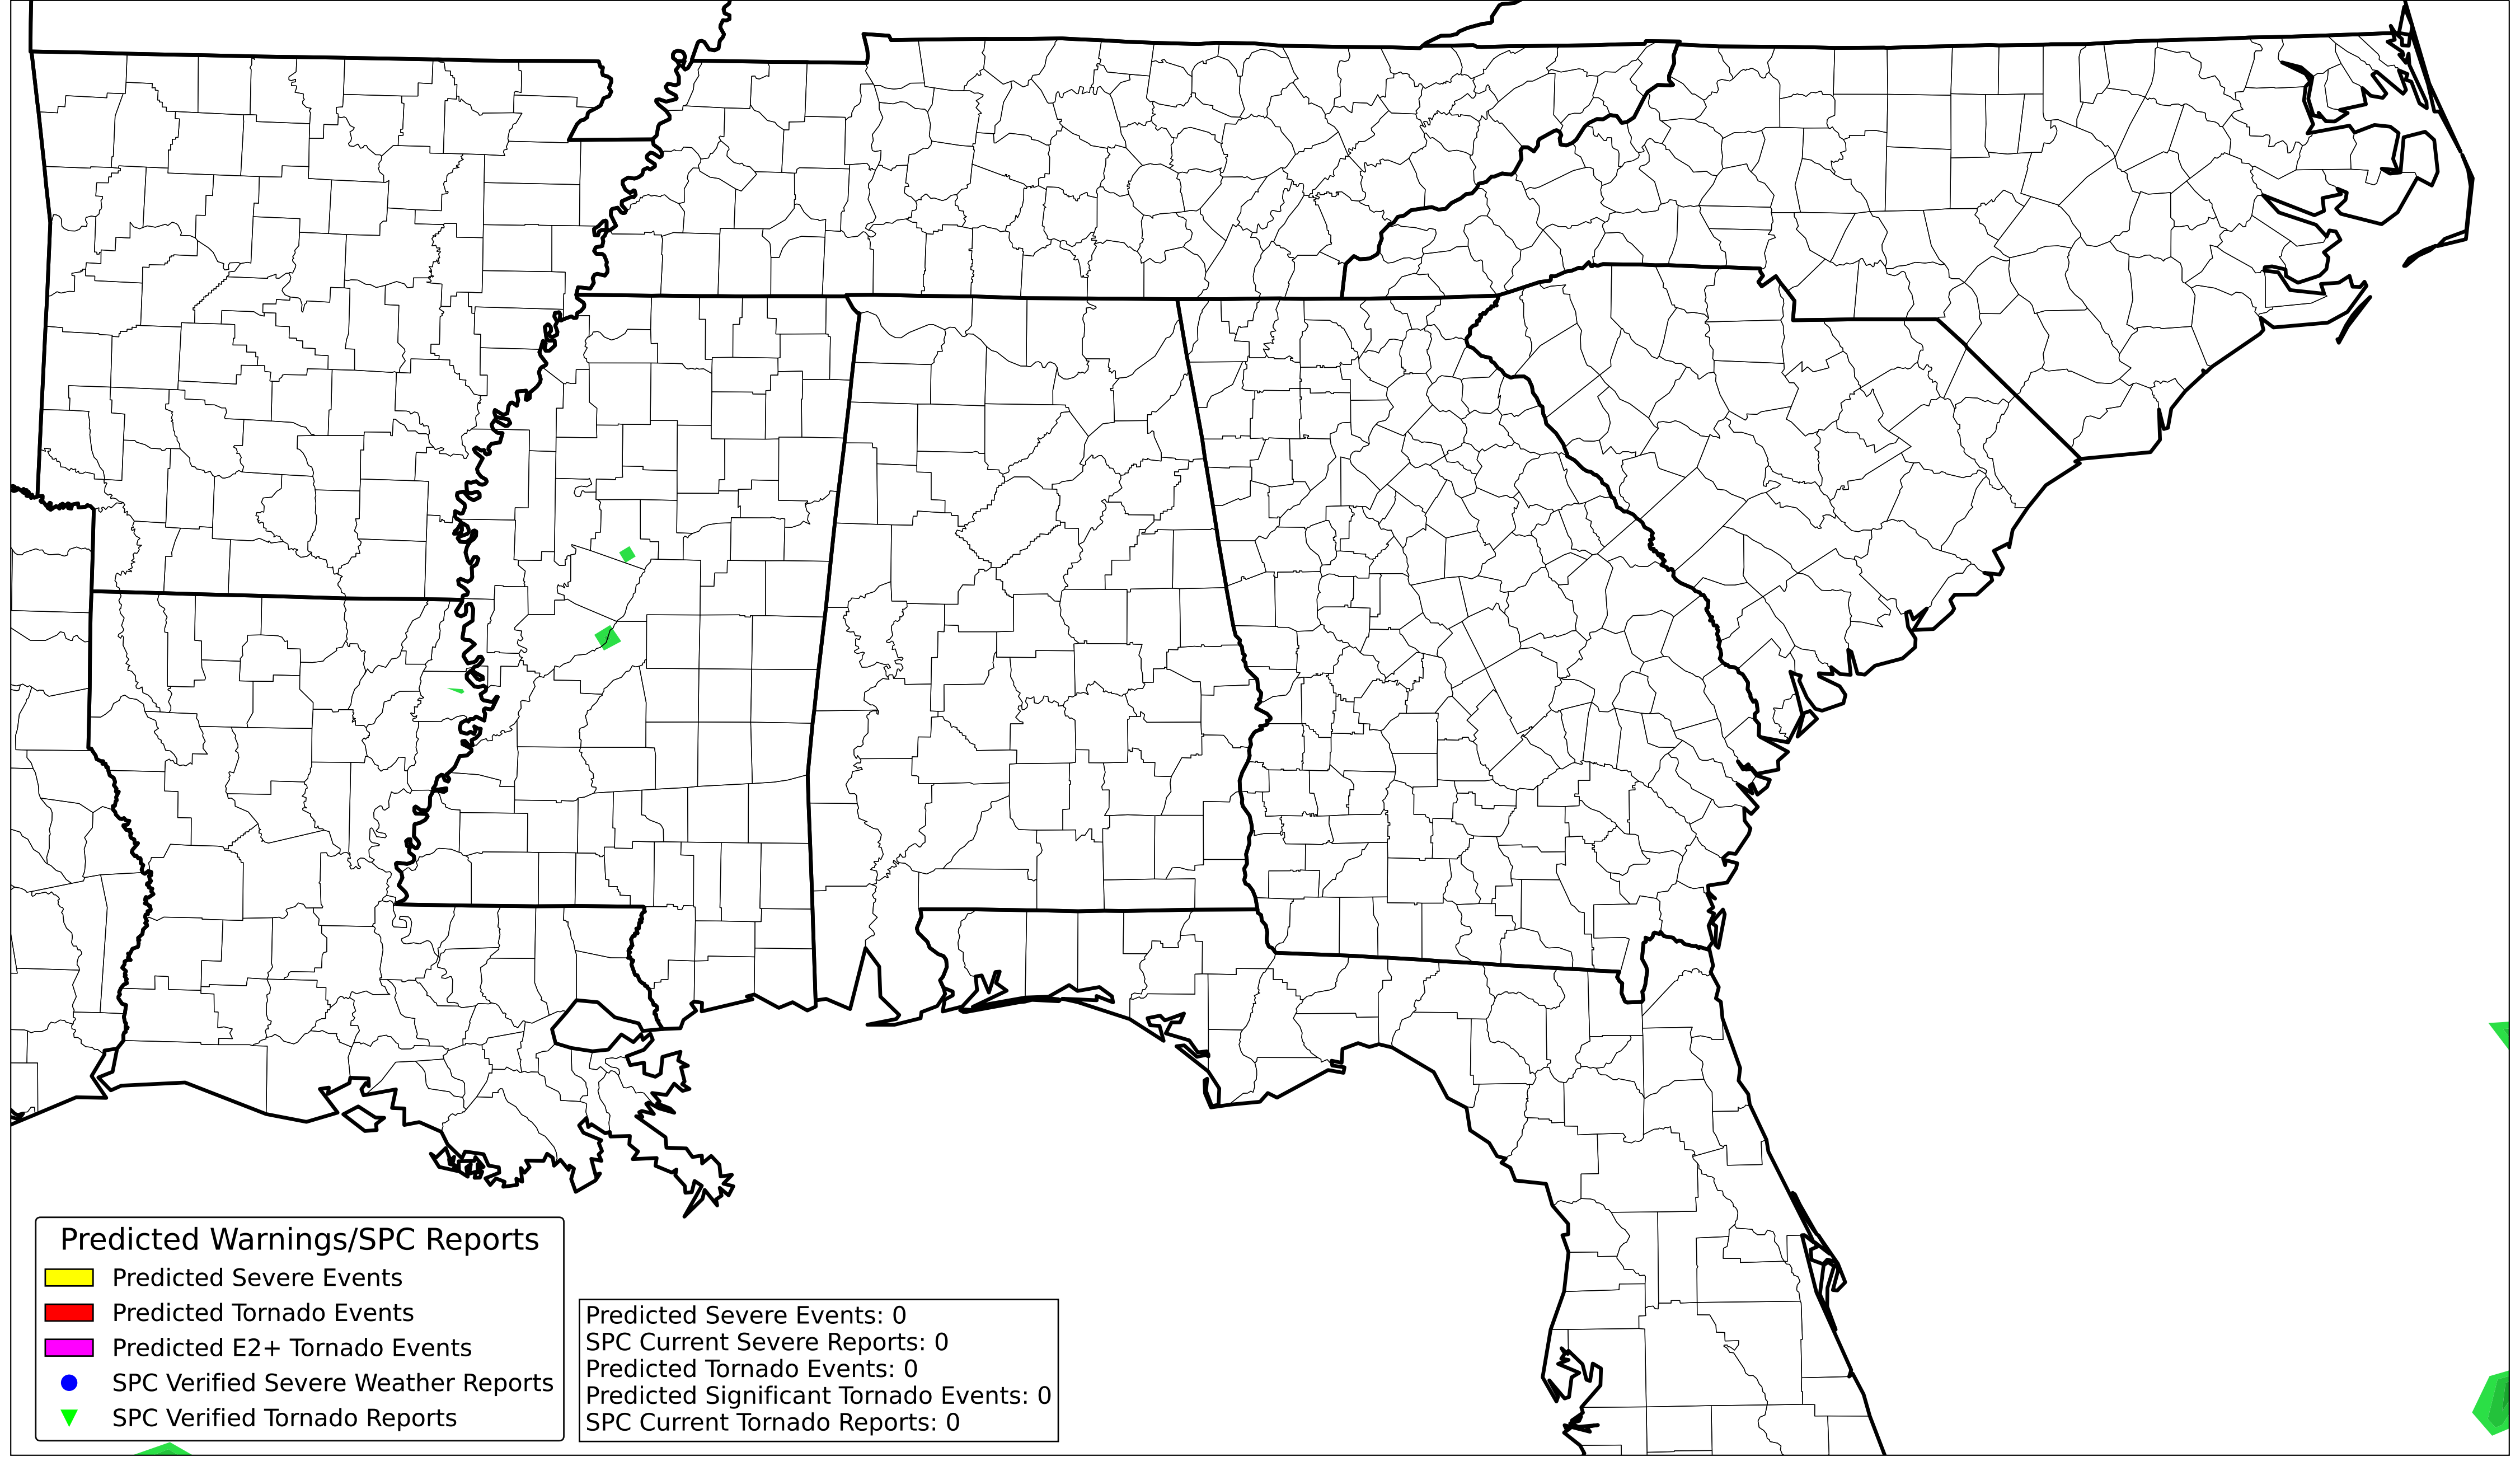 Predicted Warnings/SPC Reports
Predicted Severe Events
Predicted Tornado Events
Predicted E2+ Tornado Events
SPC Verified Severe Weather Reports
SPC Verified Tornado Reports
Predicted Severe Events: 0
SPC Current Severe Reports: 0
Predicted Tornado Events: 0
Predicted Significant Tornado Events: 0
SPC Current Tornado Reports: 0